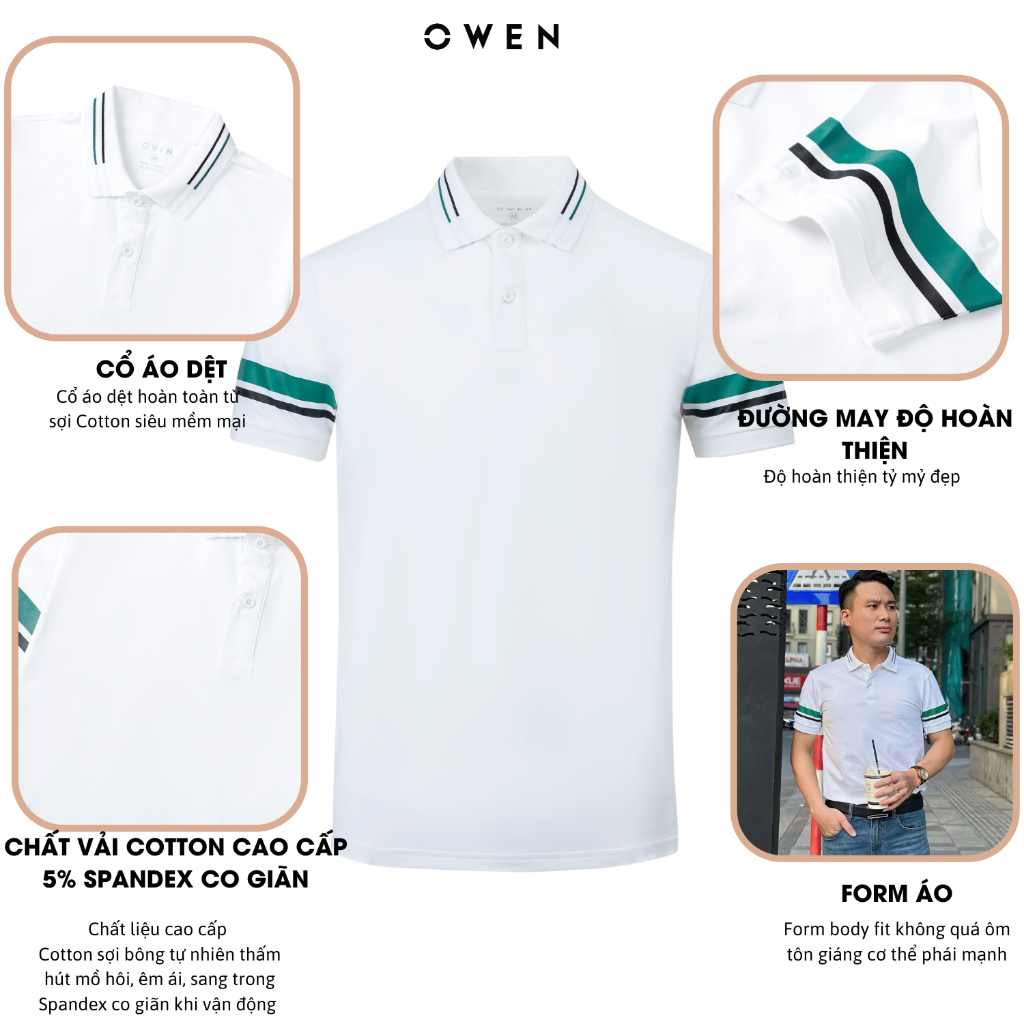 OWEN
OWEN
CỔ ÁO DỆT
Cổ áo dệt hoàn toàn từ
sợi Cotton siêu mềm mại
OWEN
M
ĐƯỜNG MAY ĐỘ HOÀN
THIỆN
Độ hoàn thiện tỷ mỷ đẹp
CHẤT VẢI COTTON CAO CẤP
5% SPANDEX CO GIÃN
Chất liệu cao cấp
Cotton sợi bông tự nhiên thấm
hút mồ hôi, êm ái, sang trong
Spandex co giãn khi vận động
XUE
FORM ÁO
Form body fit không quá ôm
tôn giáng cơ thể phái mạnh